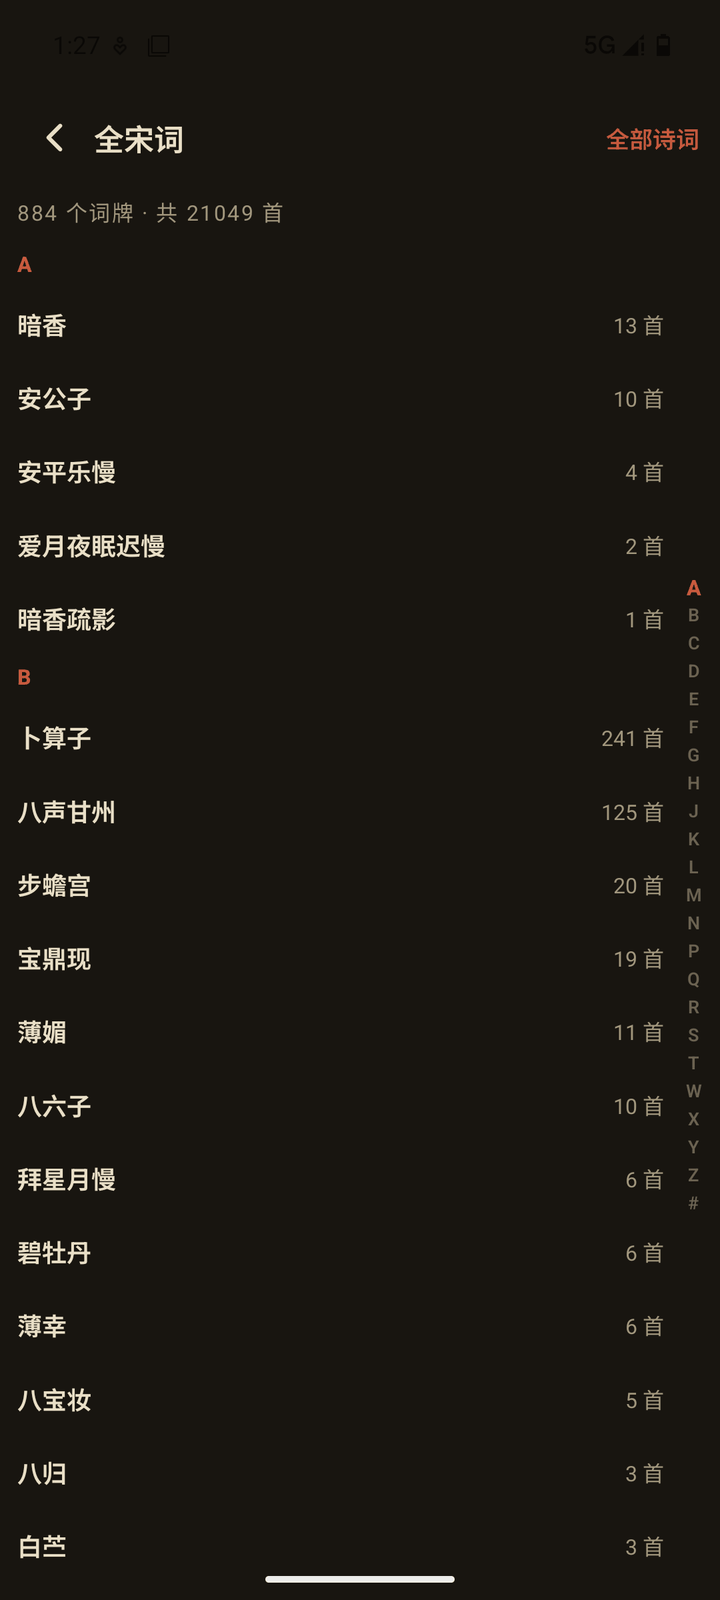 1:27
5G
全宋词
全部诗词
884 个词牌 · 共 21049 首
A
暗香 13 首
安公子 10 首
安平乐慢 4 首
爱月夜眠迟慢 2 首
暗香疏影 1 首
B
卜算子 241 首
八声甘州 125 首
步蟾宫 20 首
宝鼎现 19 首
薄媚 11 首
八六子 10 首
拜星月慢 6 首
碧牡丹 6 首
薄幸 6 首
八宝妆 5 首
八归 3 首
白苎 3 首
A
B
C
D
E
F
G
H
J
K
L
M
N
P
Q
R
S
T
W
X
Y
Z
#